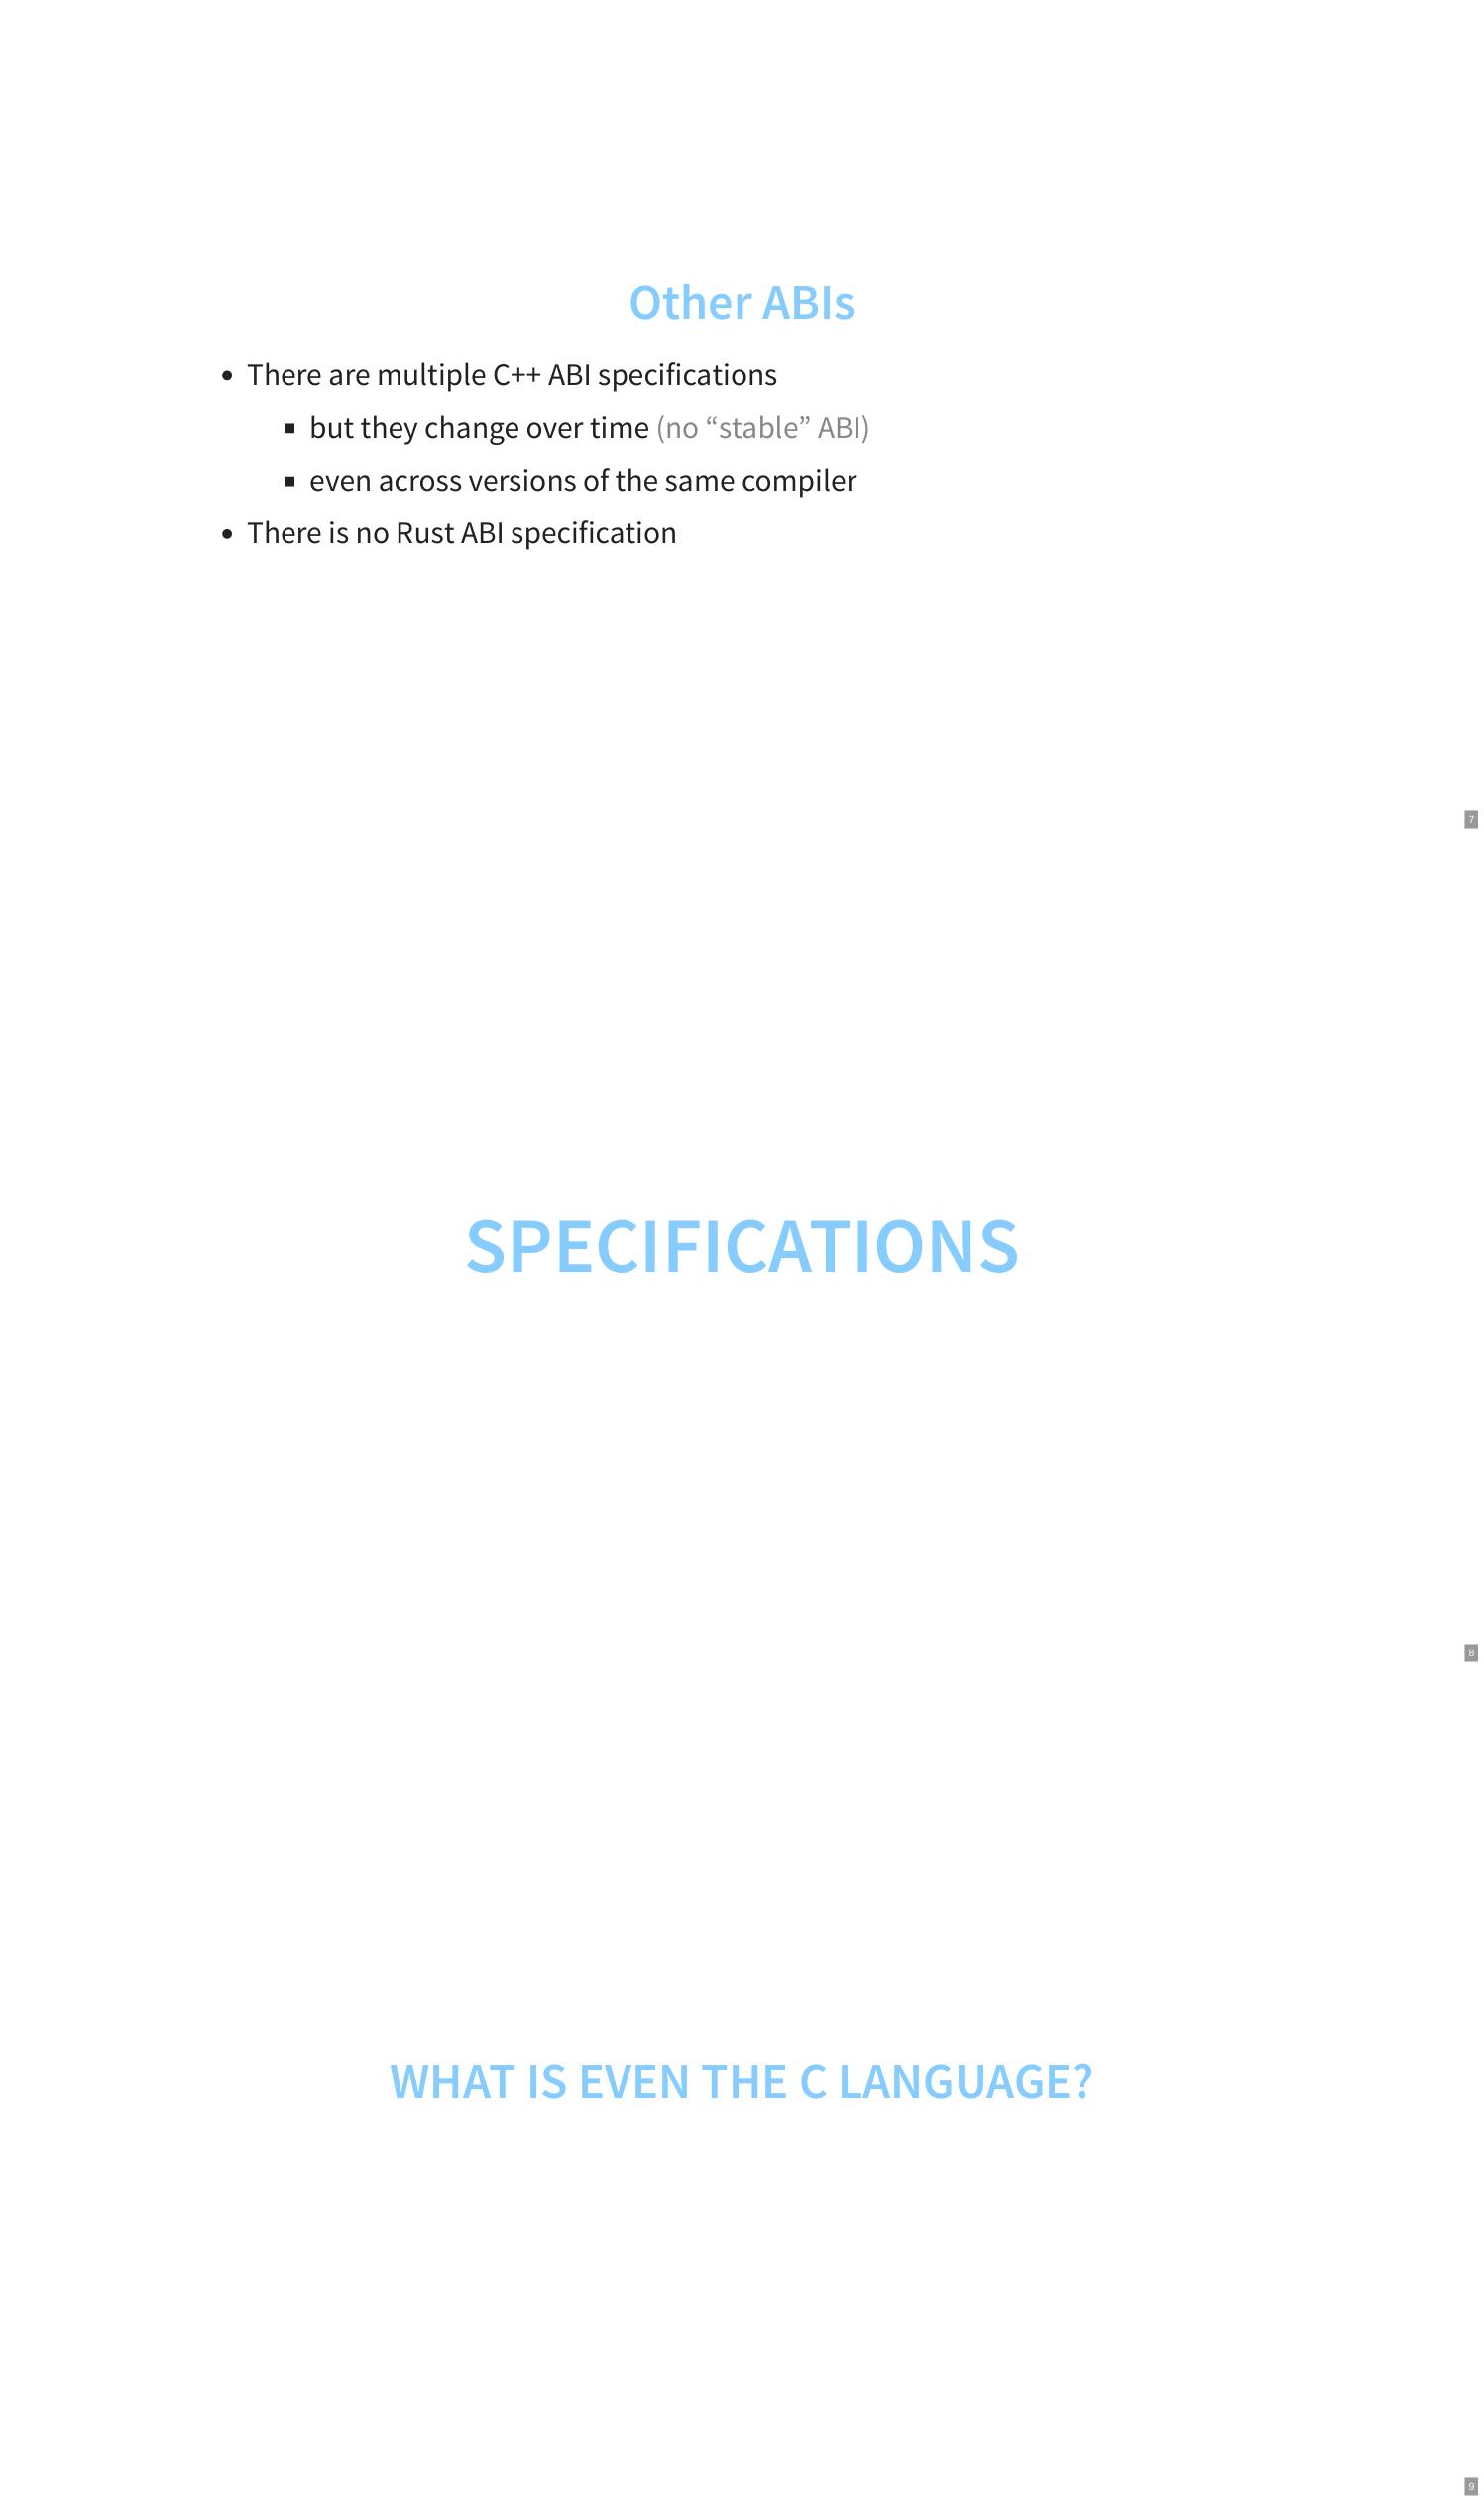 Other ABIs
• There are multiple C++ ABI specifications
▪ but they change over time (no “stable” ABI)
▪ even across versions of the same compiler
• There is no Rust ABI specification
7
SPECIFICATIONS
8
WHAT IS EVEN THE C LANGUAGE?
9